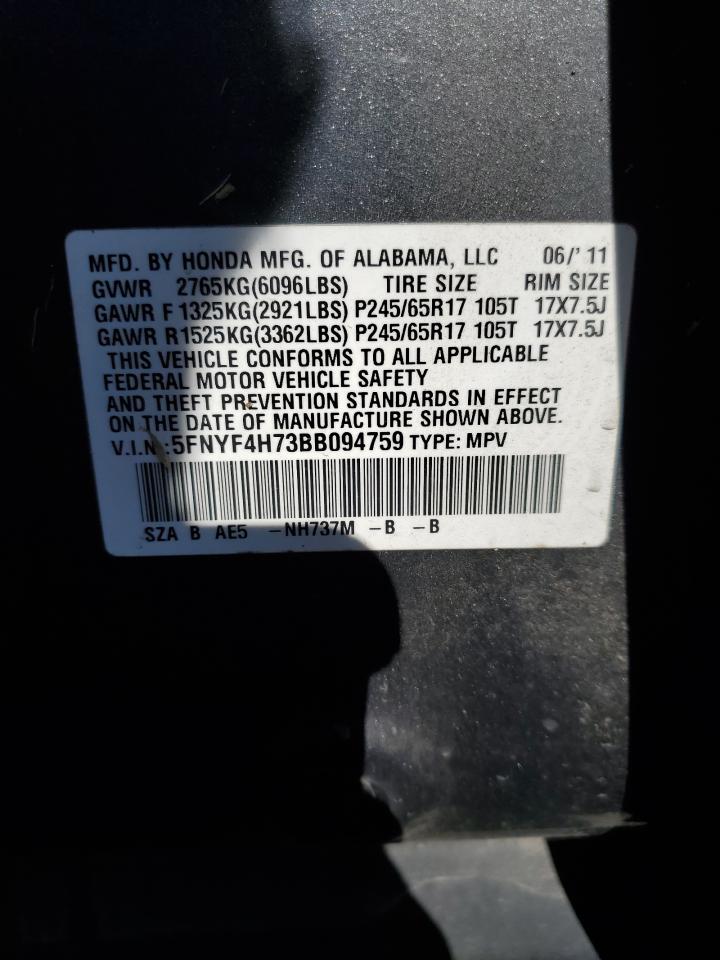 MFD. BY HONDA MFG. OF ALABAMA, LLC 06/'11
GVWR 2765KG(6096LBS) TIRE SIZE RIM SIZE
GAWR F 1325KG(2921LBS) P245/65R17 105T 17X7.5J
GAWR R1525KG(3362LBS) P245/65R17 105T 17X7.5J
THIS VEHICLE CONFORMS TO ALL APPLICABLE
FEDERAL MOTOR VEHICLE SAFETY
AND THEFT PREVENTION STANDARDS IN EFFECT
ON THE DATE OF MANUFACTURE SHOWN ABOVE.
V.I.N.:5FNYF4H73BB094759 TYPE: MPV
SZA B AE5 -NH737M -B -B